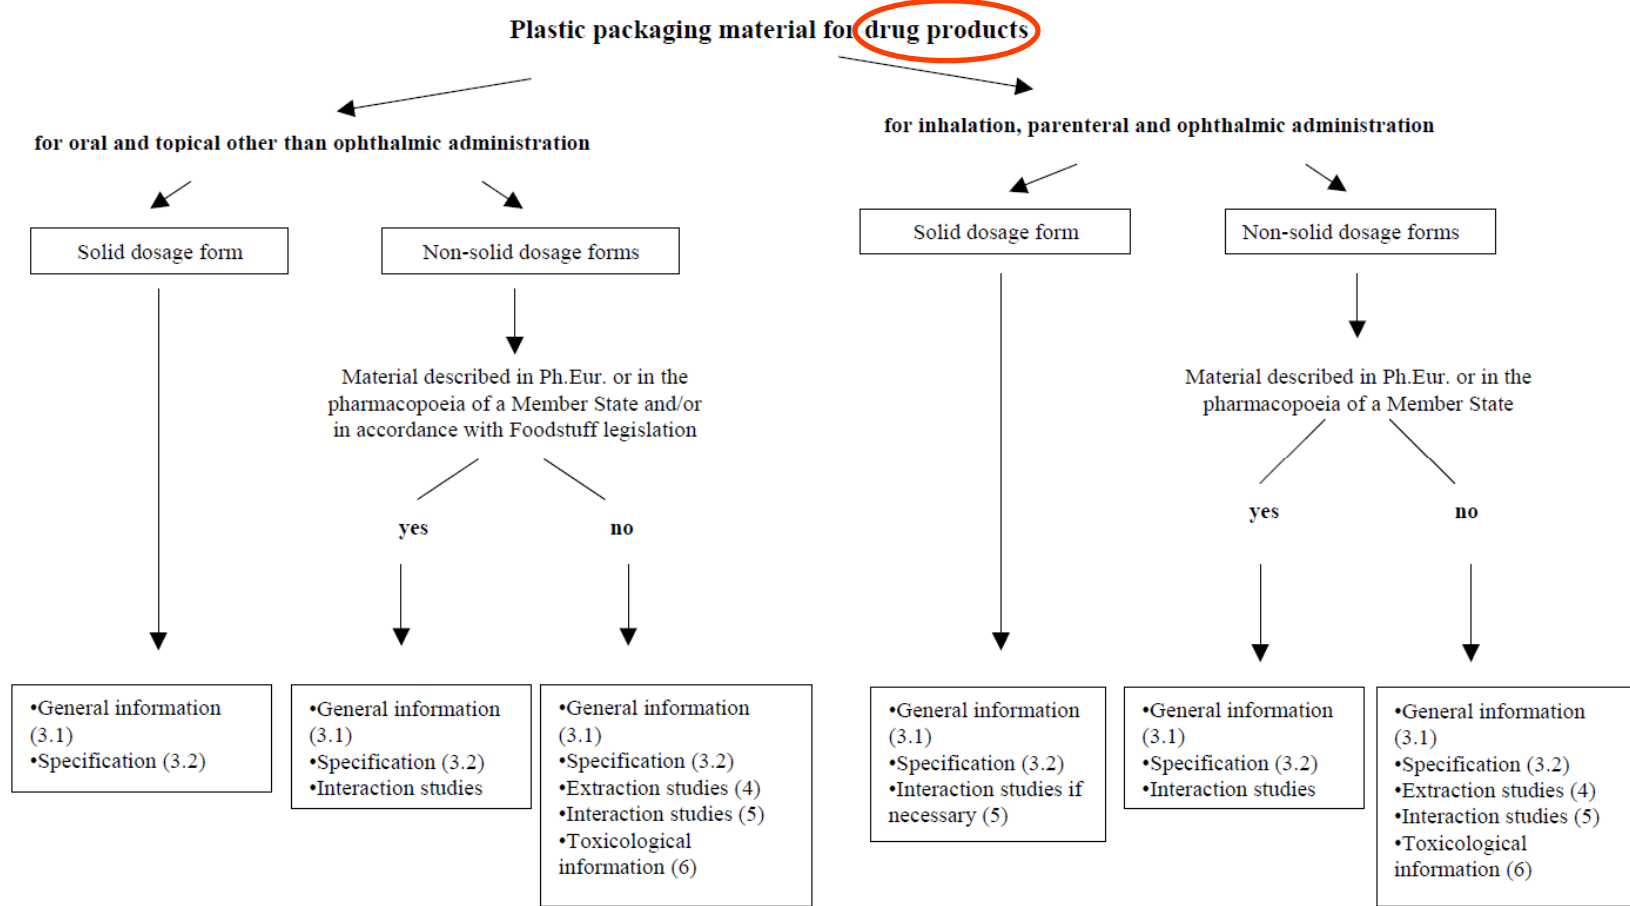 Plastic packaging material for drug products
for oral and topical other than ophthalmic administration
for inhalation, parenteral and ophthalmic administration
Solid dosage form
Non-solid dosage forms
Solid dosage form
Non-solid dosage forms
Material described in Ph.Eur. or in the
pharmacopoeia of a Member State and/or
in accordance with Foodstuff legislation
Material described in Ph.Eur. or in the
pharmacopoeia of a Member State
yes
no
yes
no
•General information
(3.1)
•Specification (3.2)
•General information
(3.1)
•Specification (3.2)
•Interaction studies
•General information
(3.1)
•Specification (3.2)
•Extraction studies (4)
•Interaction studies (5)
•Toxicological
information (6)
•General information
(3.1)
•Specification (3.2)
•Interaction studies if
necessary (5)
•General information
(3.1)
•Specification (3.2)
•Interaction studies
•General information
(3.1)
•Specification (3.2)
•Extraction studies (4)
•Interaction studies (5)
•Toxicological
information (6)